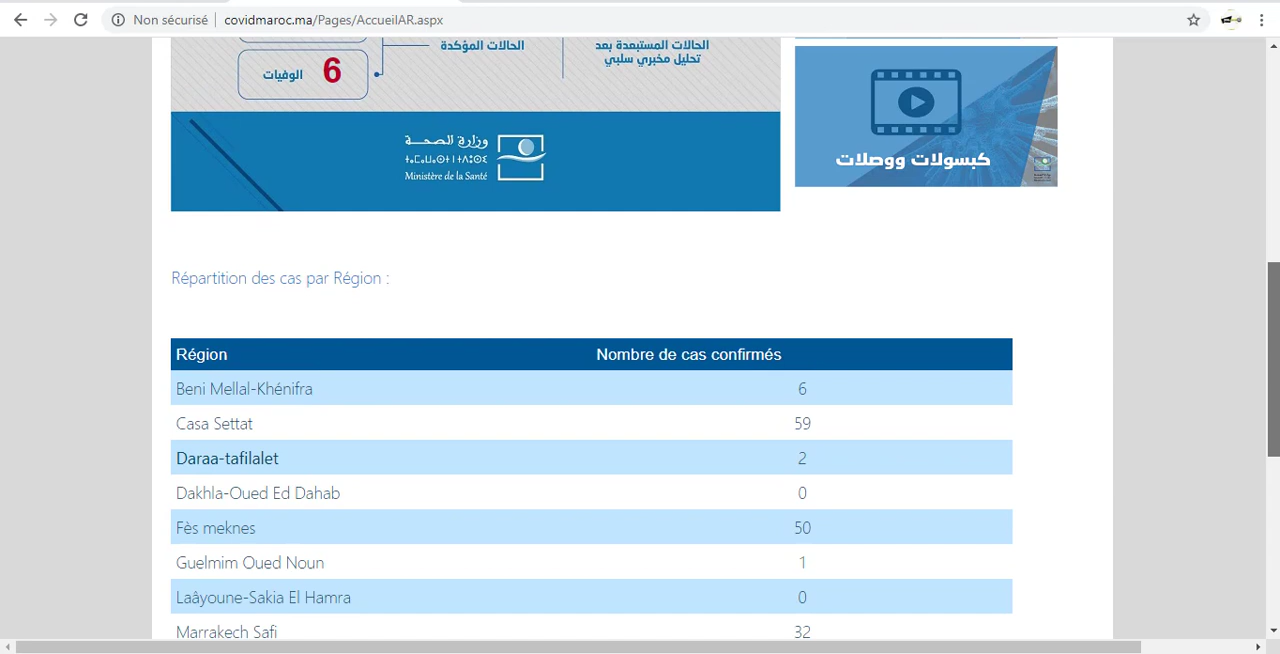 Non sécurisé
covidmaroc.ma/Pages/AccueilAR.aspx
الحالات المؤكدة
الحالات المستبعدة بعد
تحليل مخبري سلبي
الوفيات 6
وزارة الصحة
ⵜⴰⵎⴰⵡⴰⵙⵜ ⵏ ⵜⴷⵓⵙⵉ
Ministère de la Santé
كبسولات ووصلات
Répartition des cas par Région :
Région Nombre de cas confirmés
Beni Mellal-Khénifra 6
Casa Settat 59
Daraa-tafilalet 2
Dakhla-Oued Ed Dahab 0
Fès meknes 50
Guelmim Oued Noun 1
Laâyoune-Sakia El Hamra 0
Marrakech Safi 32